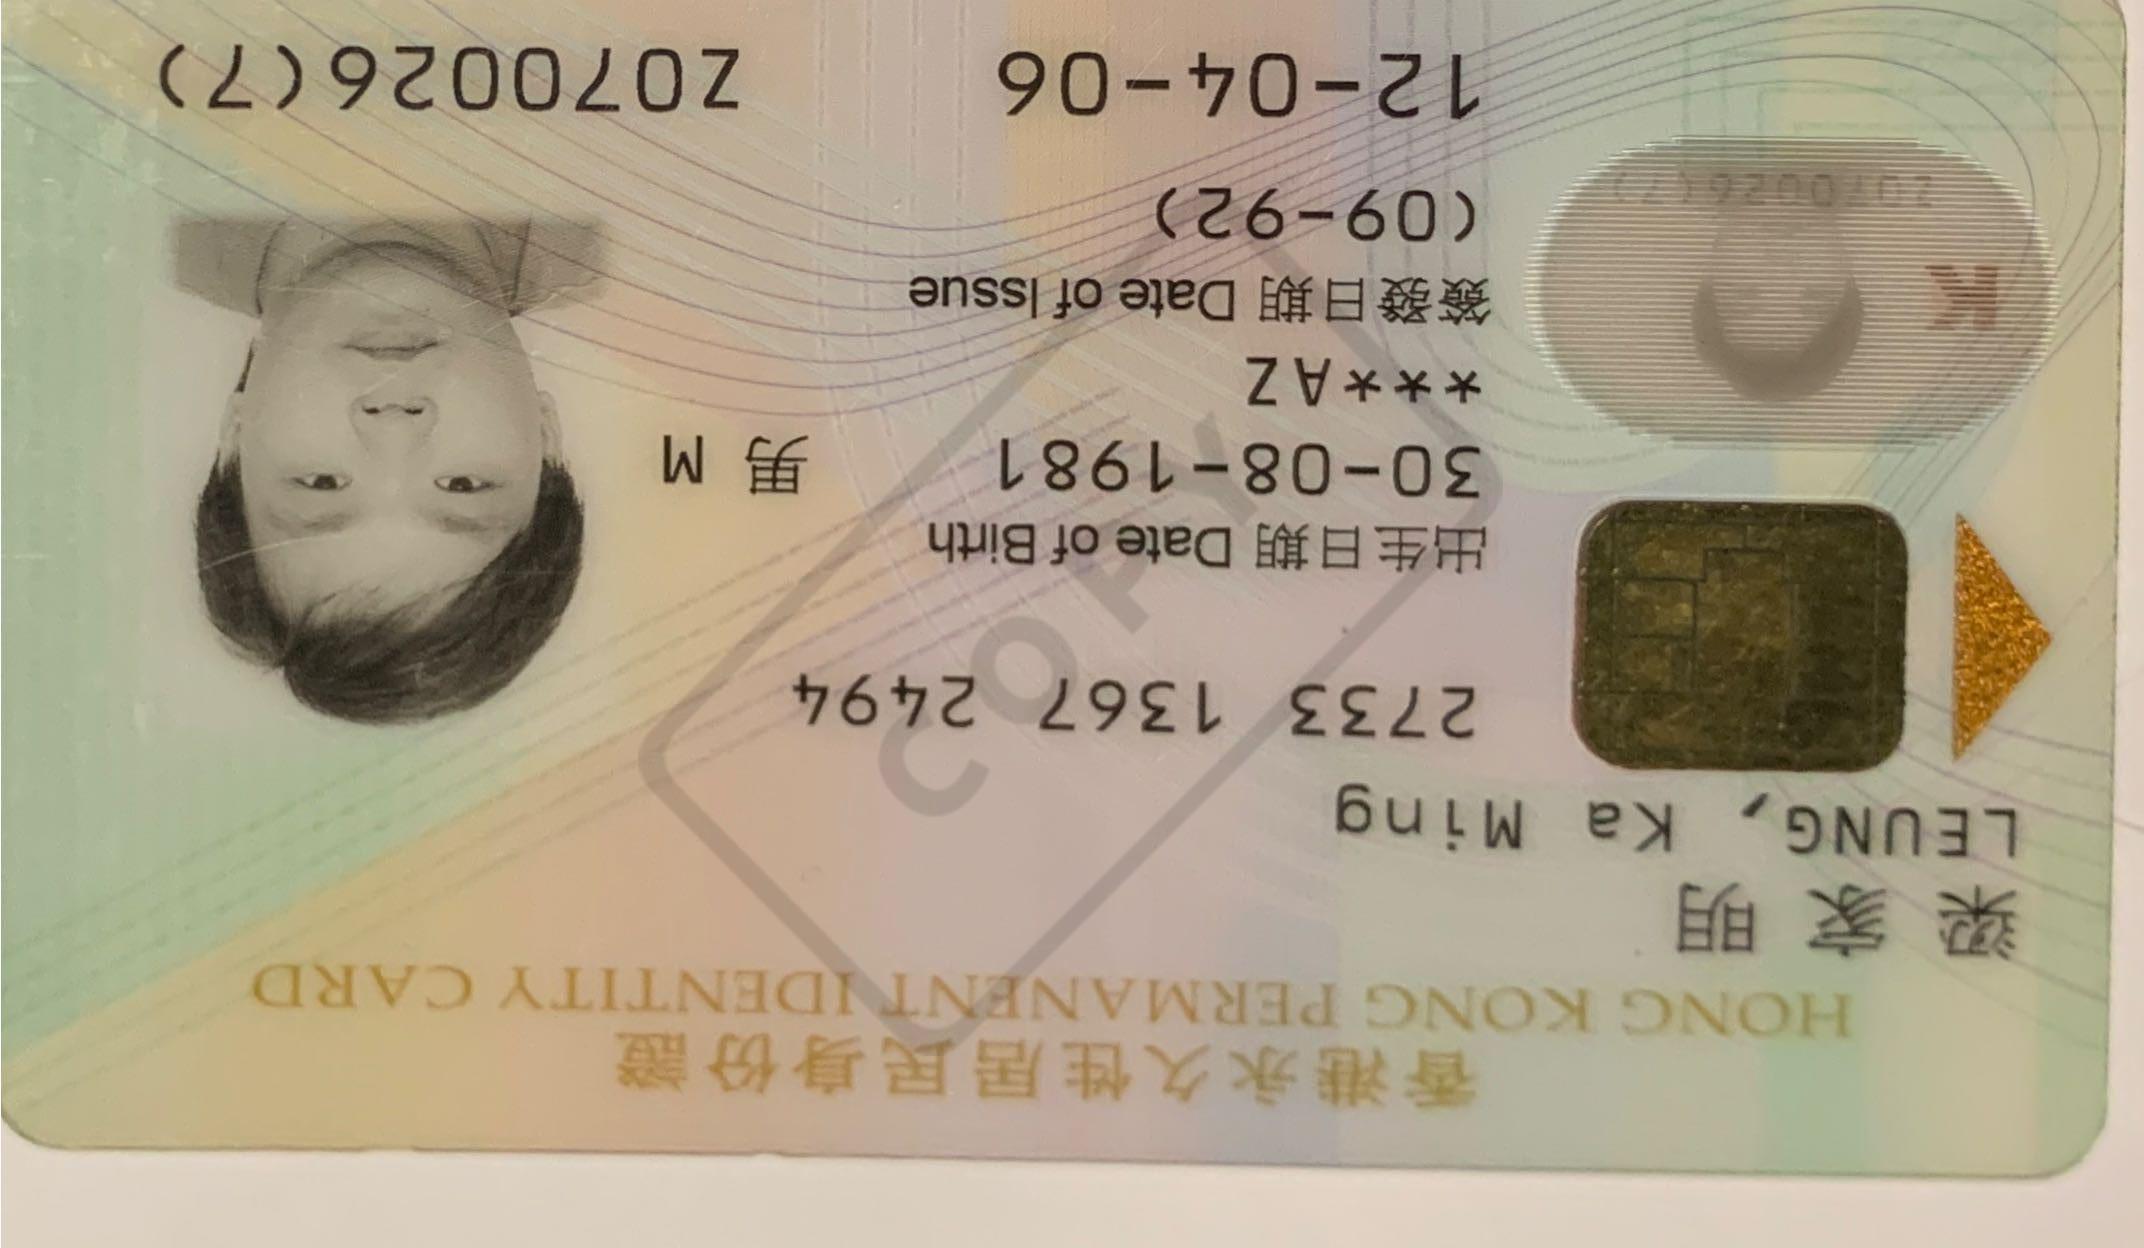 香港永久性居民身份證
HONG KONG PERMANENT IDENTITY CARD
梁家明
LEUNG, Ka Ming
2733 1367 2494
出生日期 Date of Birth
30-08-1981 男 M
***AZ
簽發日期 Date of Issue
(09-92)
12-04-06 Z070026(7)
K
Z070026(7)
COPY